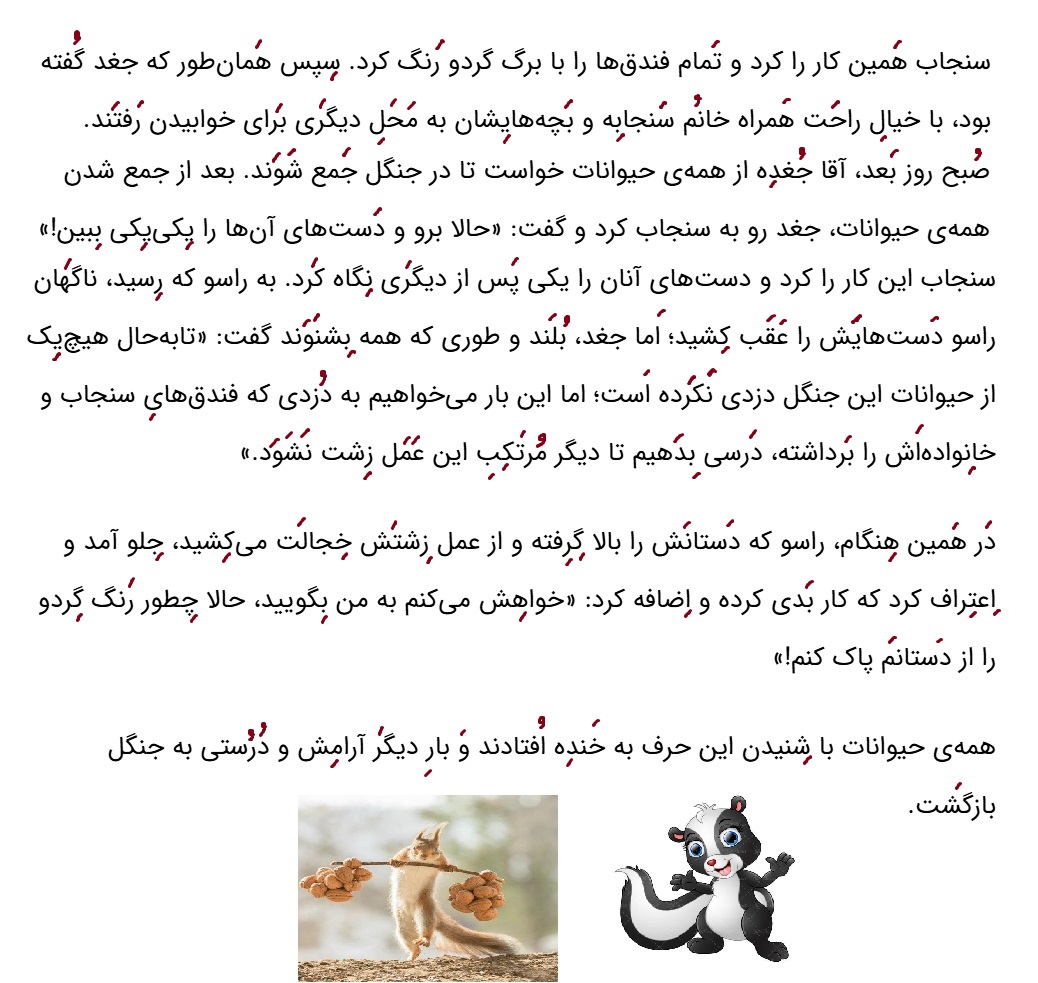 سنجاب هَمین کار را کرد و تَمام فندق‌ها را با برگ گردو رَنگ کرد. سِپس هَمان‌طور که جغد گُفته
بود، با خیالِ راحَت هَمراه خانُم سَنجابِه و بَچه‌هایِشان به مَحَلِ دیگَری بَرای خوابیدن رَفتَند.
صُبح روز بَعد، آقا جُغدِه از همه‌ی حیوانات خواست تا در جنگل جَمع شَوَند. بعد از جمع شدن
همه‌ی حیوانات، جغد رو به سنجاب کرد و گفت: «حالا برو و دَست‌های آن‌ها را یِکی‌یِکی بِبین!»
سنجاب این کار را کرد و دست‌های آنان را یکی پَس از دیگَری نِگاه کَرد. به راسو که رِسید، ناگَهان
راسو دَست‌هایَش را عَقَب کِشید؛ اَما جغد، بُلَند و طوری که همه بِشنَوَند گفت: «تابه‌حال هیچ‌یِک
از حیوانات این جنگل دزدی نَکَرده اَست؛ اما این بار می‌خواهیم به دُزدی که فندق‌هایِ سنجاب و
خانِواده‌اَش را بَرداشته، دَرسی بِدَهیم تا دیگر مُرتَکِبِ این عَمَل زِشت نَشَوَد.»
دَر هَمین هِنگام، راسو که دَستانَش را بالا گِرِفته و از عمل زِشتَش خِجالَت می‌کِشید، جِلو آمد و
اِعتِراف کرد که کار بَدی کرده و اِضافه کرد: «خواهِش می‌کنم به من بِگویید، حالا چِطور رَنگ گِردو
را از دَستانَم پاک کنم!»
همه‌ی حیوانات با شِنیدن این حرف به خَندِه اُفتادند وَ بارِ دیگَر آرامِش و دُرُستی به جنگل
بازگَشت.